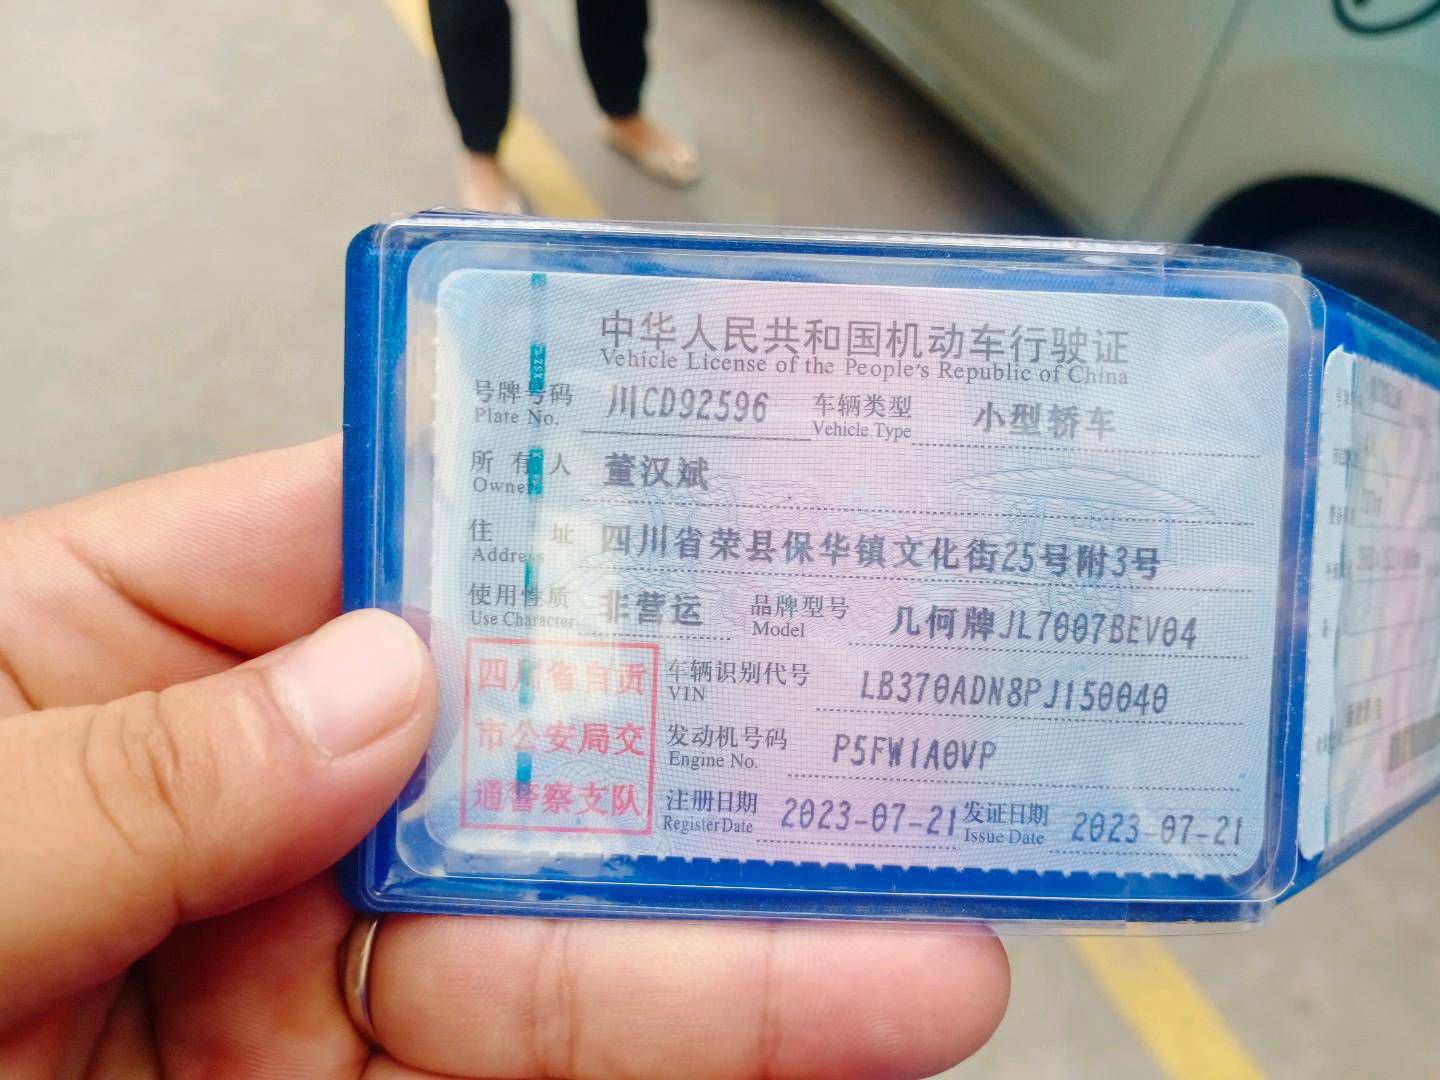 中华人民共和国机动车行驶证
Vehicle License of the People's Republic of China
号牌号码 川CD92596 车辆类型 小型轿车
Plate No. Vehicle Type
所有人 董汉斌
Owner
住址 四川省荣县保华镇文化街25号附3号
Address
使用性质 非营运 品牌型号 几何牌JL7007BEV04
Use Character Model
车辆识别代号 LB370ADN8PJ150040
VIN
发动机号码 P5FW1A0VP
Engine No.
注册日期 2023-07-21 发证日期 2023-07-21
Register Date Issue Date
四川省自贡
市公安局交
通警察支队